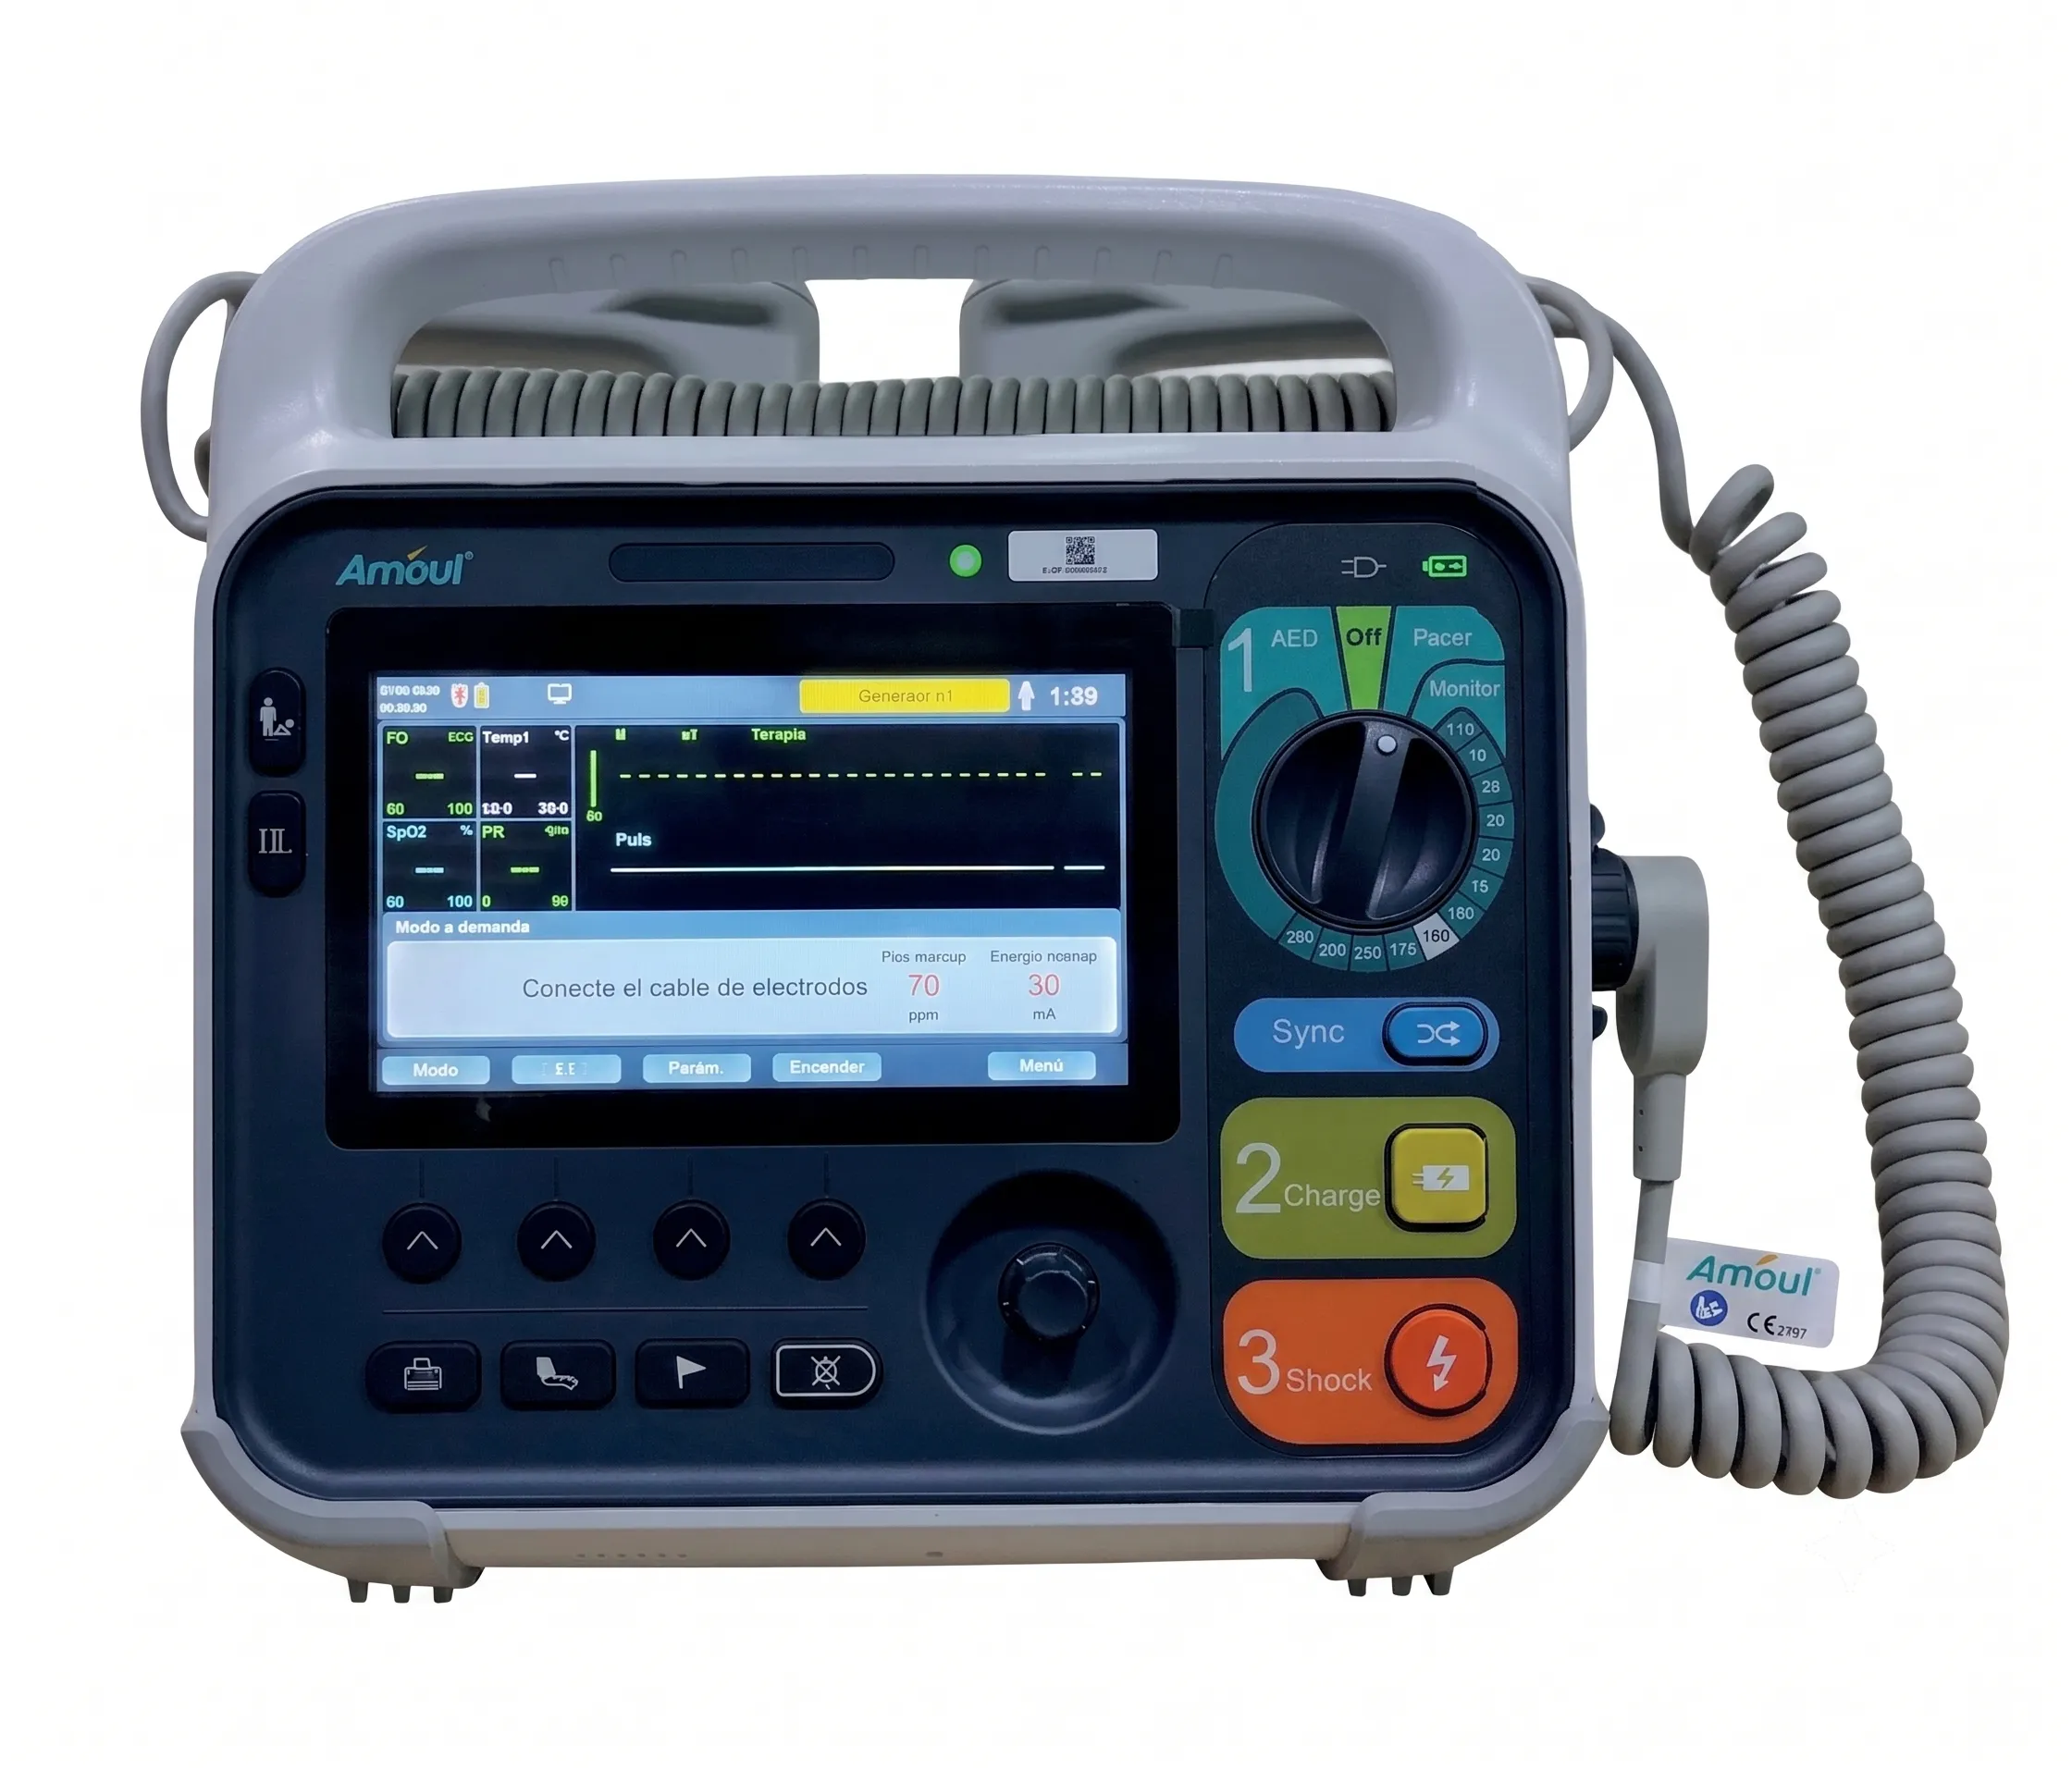 Amoul®
1 AED Off Pacer
Monitor
Generaor n1 1:39
FO ECG
60 100
Temp1 °C
SpO2 %
60 100
PR
0 99
Terapia
60
Puls
Modo a demanda
Conecte el cable de electrodos
Pios marcup
70
ppm
Energio ncanap
30
mA
Modo
Parám.
Encender
Menú
110
10
28
20
20
15
160
160
175
250
200
280
Sync
2 Charge
3 Shock
Amoul®
CE 2797